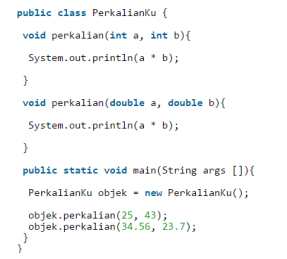 public class PerkalianKu {
void perkalian(int a, int b){
System.out.println(a * b);
}
void perkalian(double a, double b){
System.out.println(a * b);
}
public static void main(String args []){
PerkalianKu objek = new PerkalianKu();
objek.perkalian(25, 43);
objek.perkalian(34.56, 23.7);
}
}